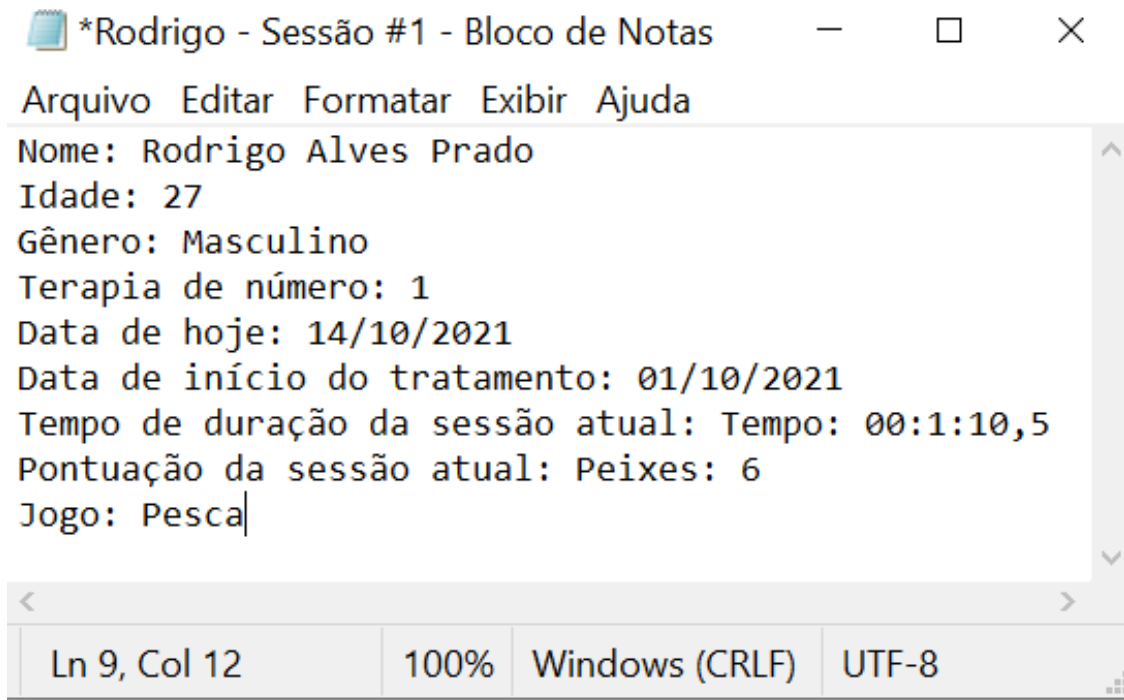 *Rodrigo - Sessão #1 - Bloco de Notas
Arquivo Editar Formatar Exibir Ajuda
Nome: Rodrigo Alves Prado
Idade: 27
Gênero: Masculino
Terapia de número: 1
Data de hoje: 14/10/2021
Data de início do tratamento: 01/10/2021
Tempo de duração da sessão atual: Tempo: 00:1:10,5
Pontuação da sessão atual: Peixes: 6
Jogo: Pesca
Ln 9, Col 12 100% Windows (CRLF) UTF-8